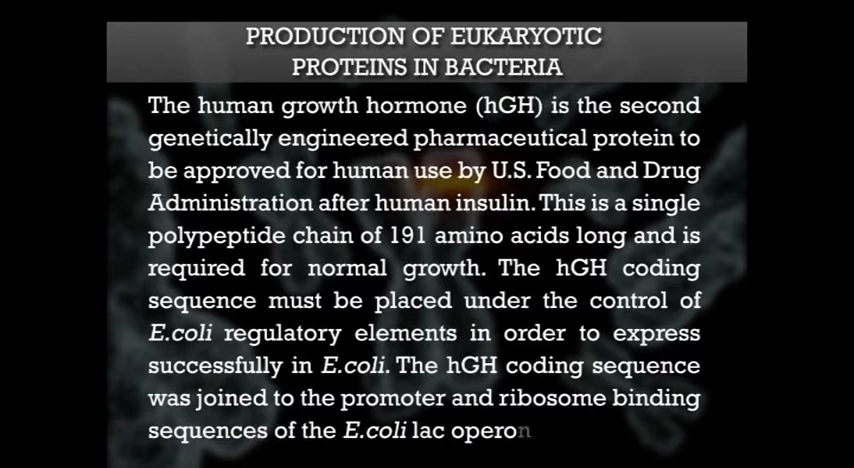 PRODUCTION OF EUKARYOTIC
PROTEINS IN BACTERIA
The human growth hormone (hGH) is the second
genetically engineered pharmaceutical protein to
be approved for human use by U.S. Food and Drug
Administration after human insulin. This is a single
polypeptide chain of 191 amino acids long and is
required for normal growth. The hGH coding
sequence must be placed under the control of
E.coli regulatory elements in order to express
successfully in E.coli. The hGH coding sequence
was joined to the promoter and ribosome binding
sequences of the E.coli lac operon